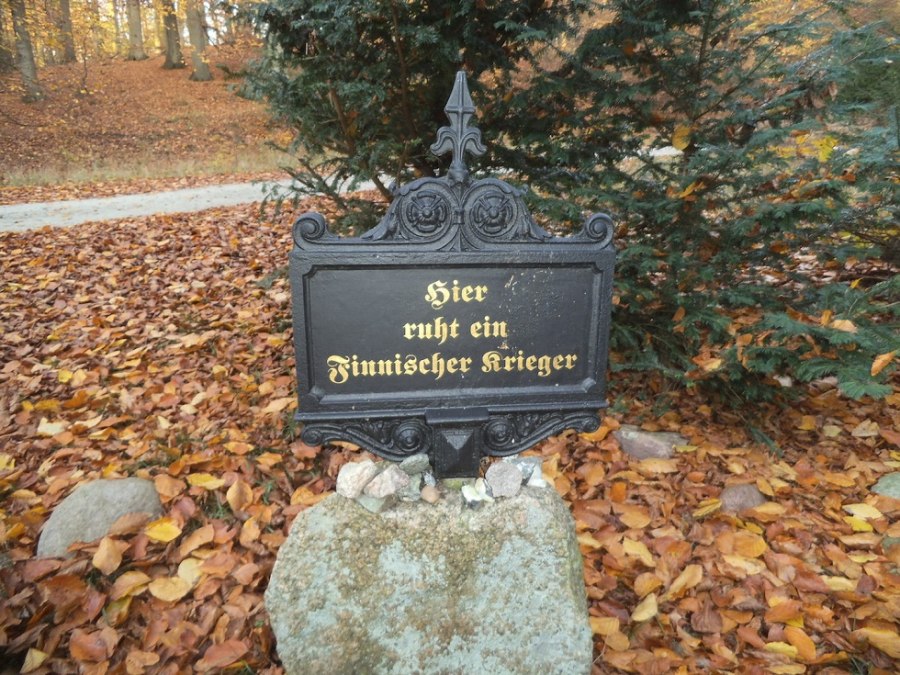 Hier
ruht ein
Finnischer Krieger